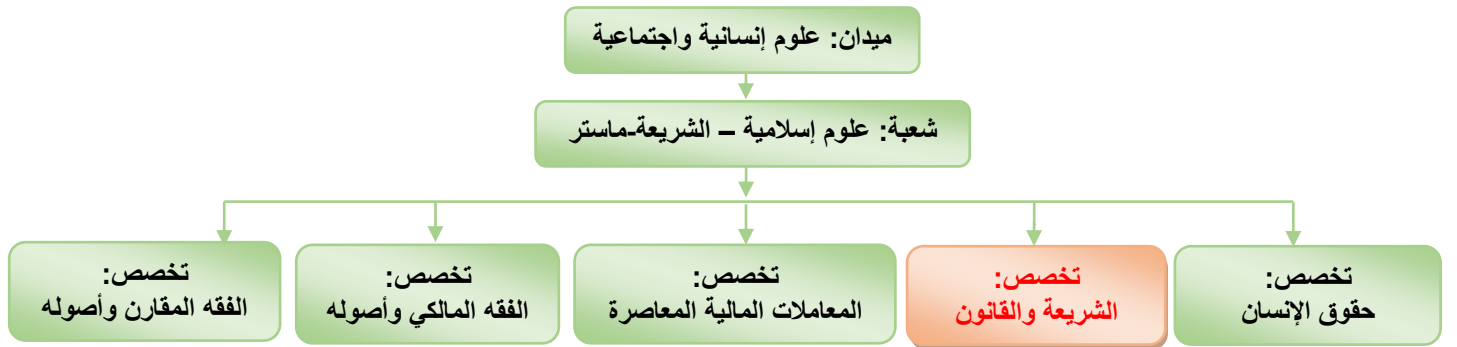 ميدان: علوم إنسانية واجتماعية
شعبة: علوم إسلامية – الشريعة-ماستر
تخصص:
حقوق الإنسان
تخصص:
الشريعة والقانون
تخصص:
المعاملات المالية المعاصرة
تخصص:
الفقه المالكي وأصوله
تخصص:
الفقه المقارن وأصوله